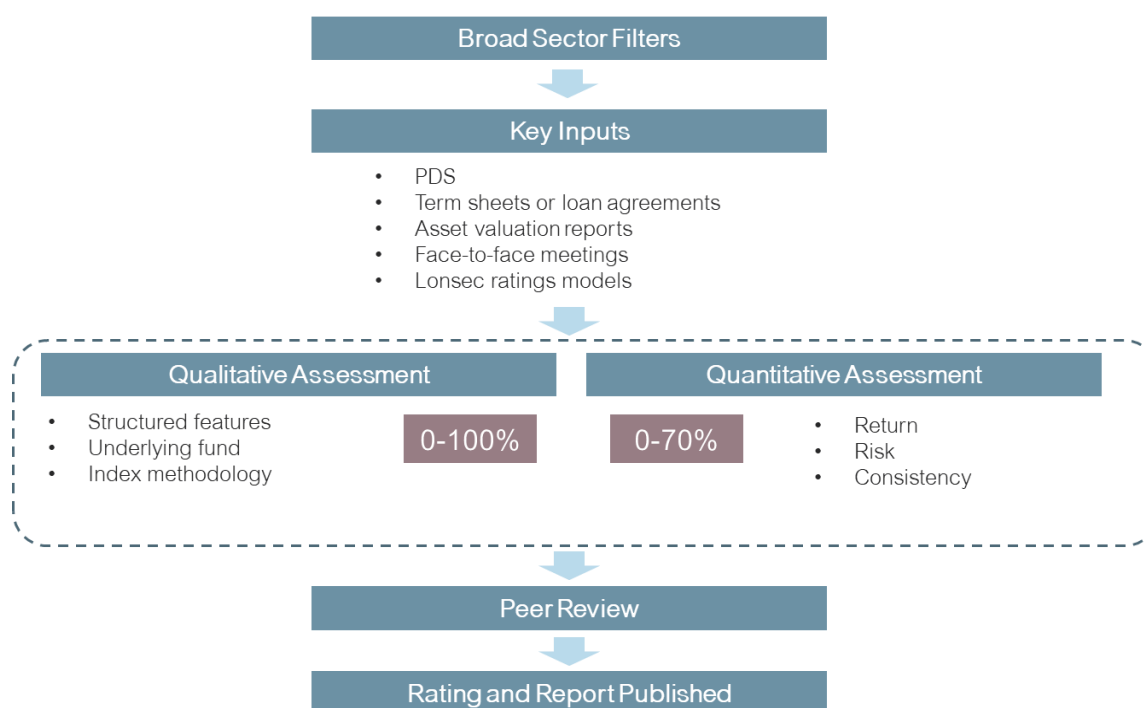 Broad Sector Filters
Key Inputs
• PDS
• Term sheets or loan agreements
• Asset valuation reports
• Face-to-face meetings
• Lonsec ratings models
Qualitative Assessment
• Structured features
• Underlying fund
• Index methodology
0-100%
Quantitative Assessment
0-70%
• Return
• Risk
• Consistency
Peer Review
Rating and Report Published